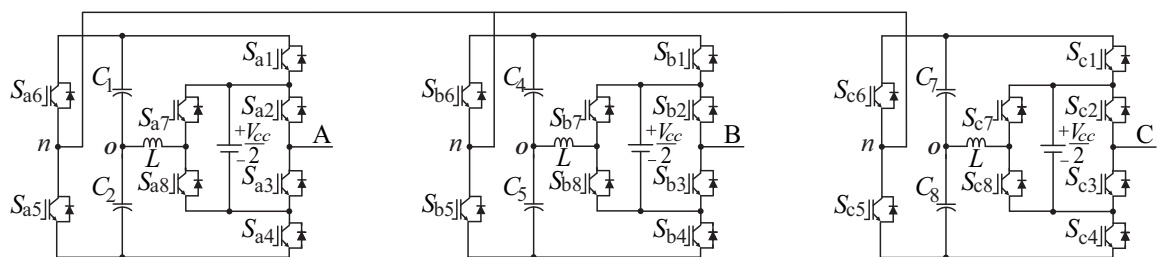 Sa1
Sa6
C1
Sa7
Sa2
n
o
L
+Vcc
-2
A
C2
Sa8
Sa3
Sa5
Sa4
Sb1
Sb6
C4
Sb7
Sb2
n
o
L
+Vcc
-2
B
C5
Sb8
Sb3
Sb5
Sb4
Sc1
Sc6
C7
Sc7
Sc2
n
o
L
+Vcc
-2
C
C8
Sc8
Sc3
Sc5
Sc4